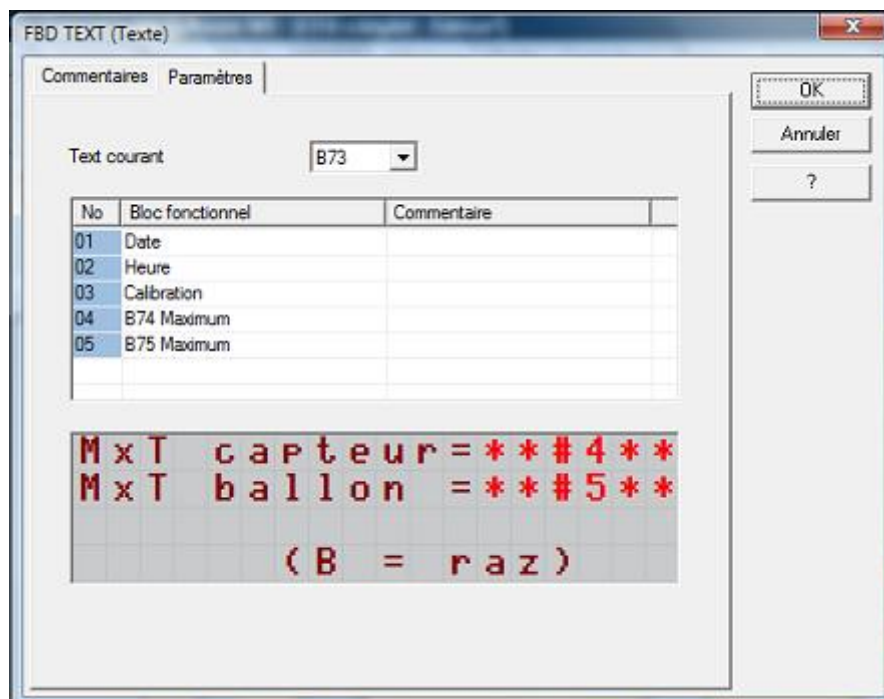 FBD TEXT (Texte)
Commentaires Paramètres
OK
Annuler
?
Text courant B73
No Bloc fonctionnel Commentaire
01 Date
02 Heure
03 Calibration
04 B74 Maximum
05 B75 Maximum
MxT capteur=**#4**
MxT ballon =**#5**
(B = raz)